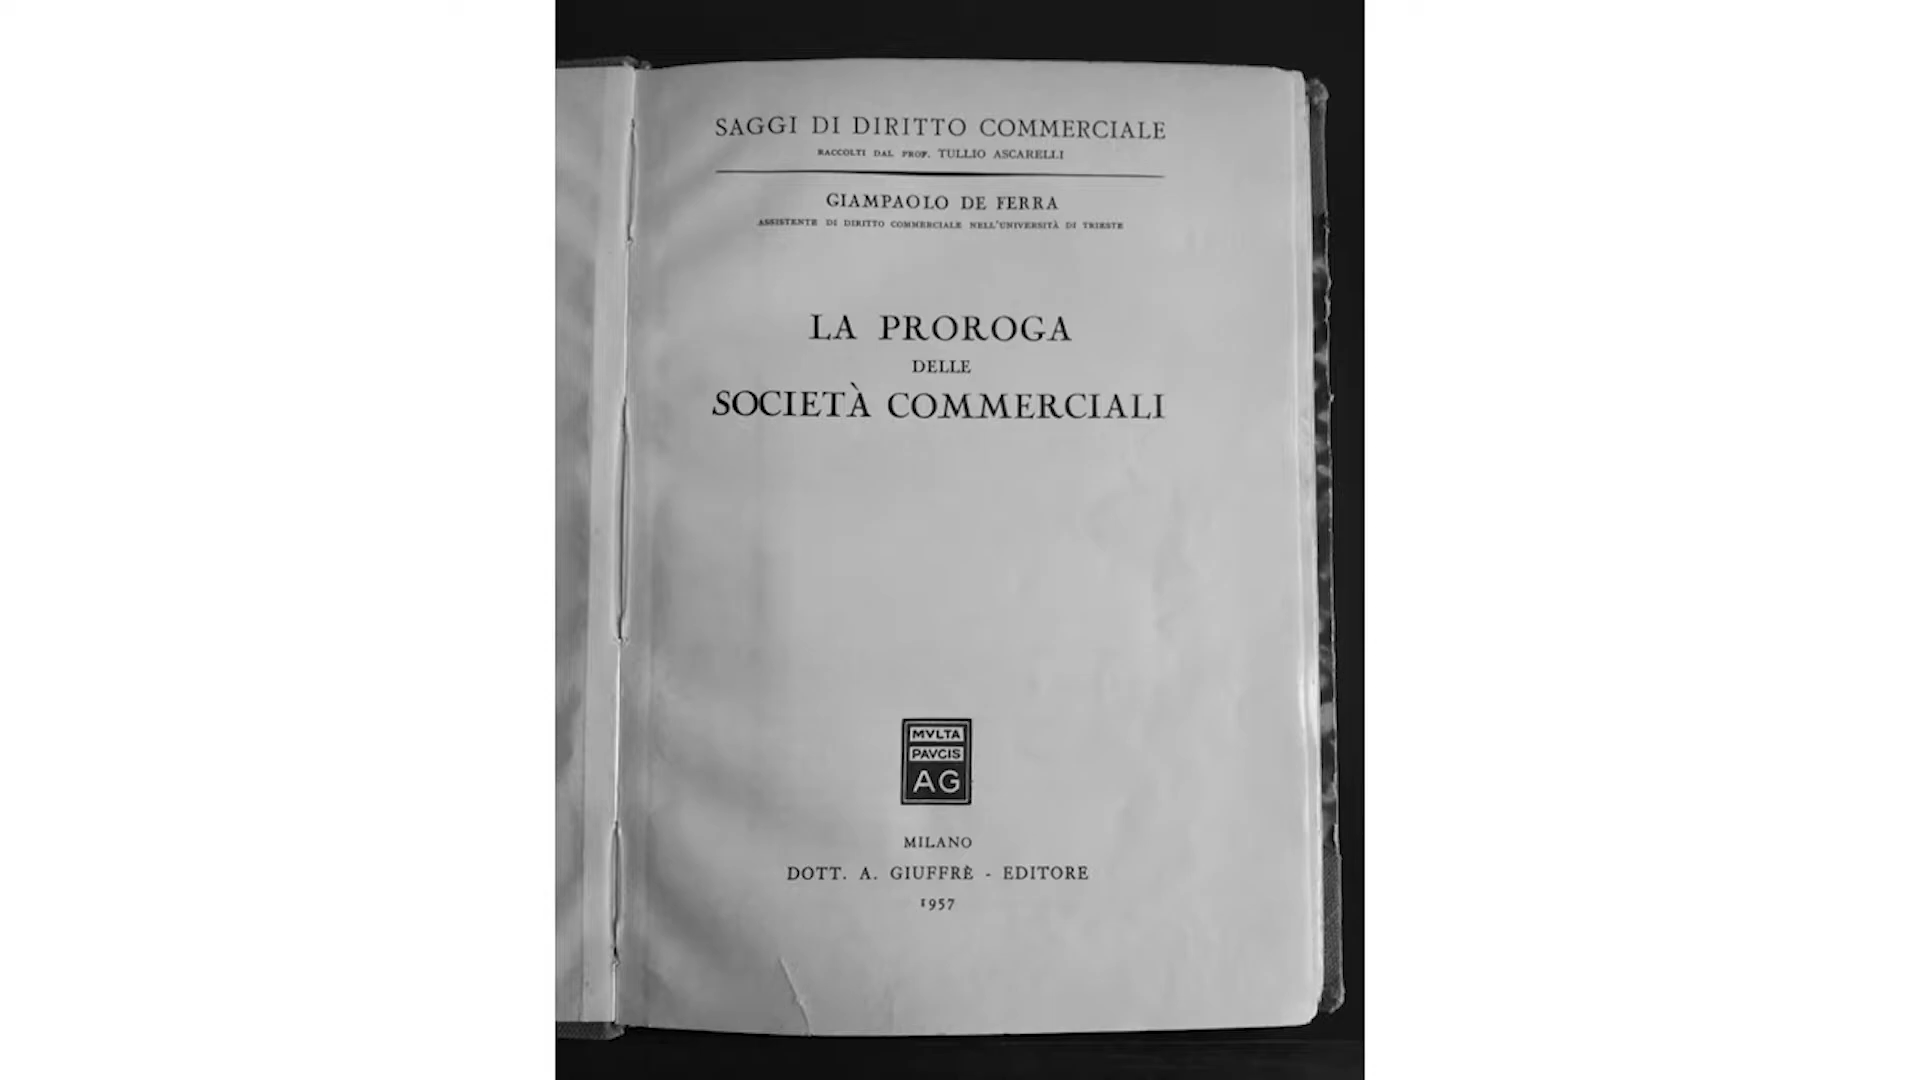 SAGGI DI DIRITTO COMMERCIALE
RACCOLTI DAL PROF. TULLIO ASCARELLI
GIAMPAOLO DE FERRA
ASSISTENTE DI DIRITTO COMMERCIALE NELL'UNIVERSITÀ DI TRIESTE
LA PROROGA
DELLE
SOCIETÀ COMMERCIALI
MVLTA
PAVCIS
AG
MILANO
DOTT. A. GIUFFRÈ - EDITORE
1957